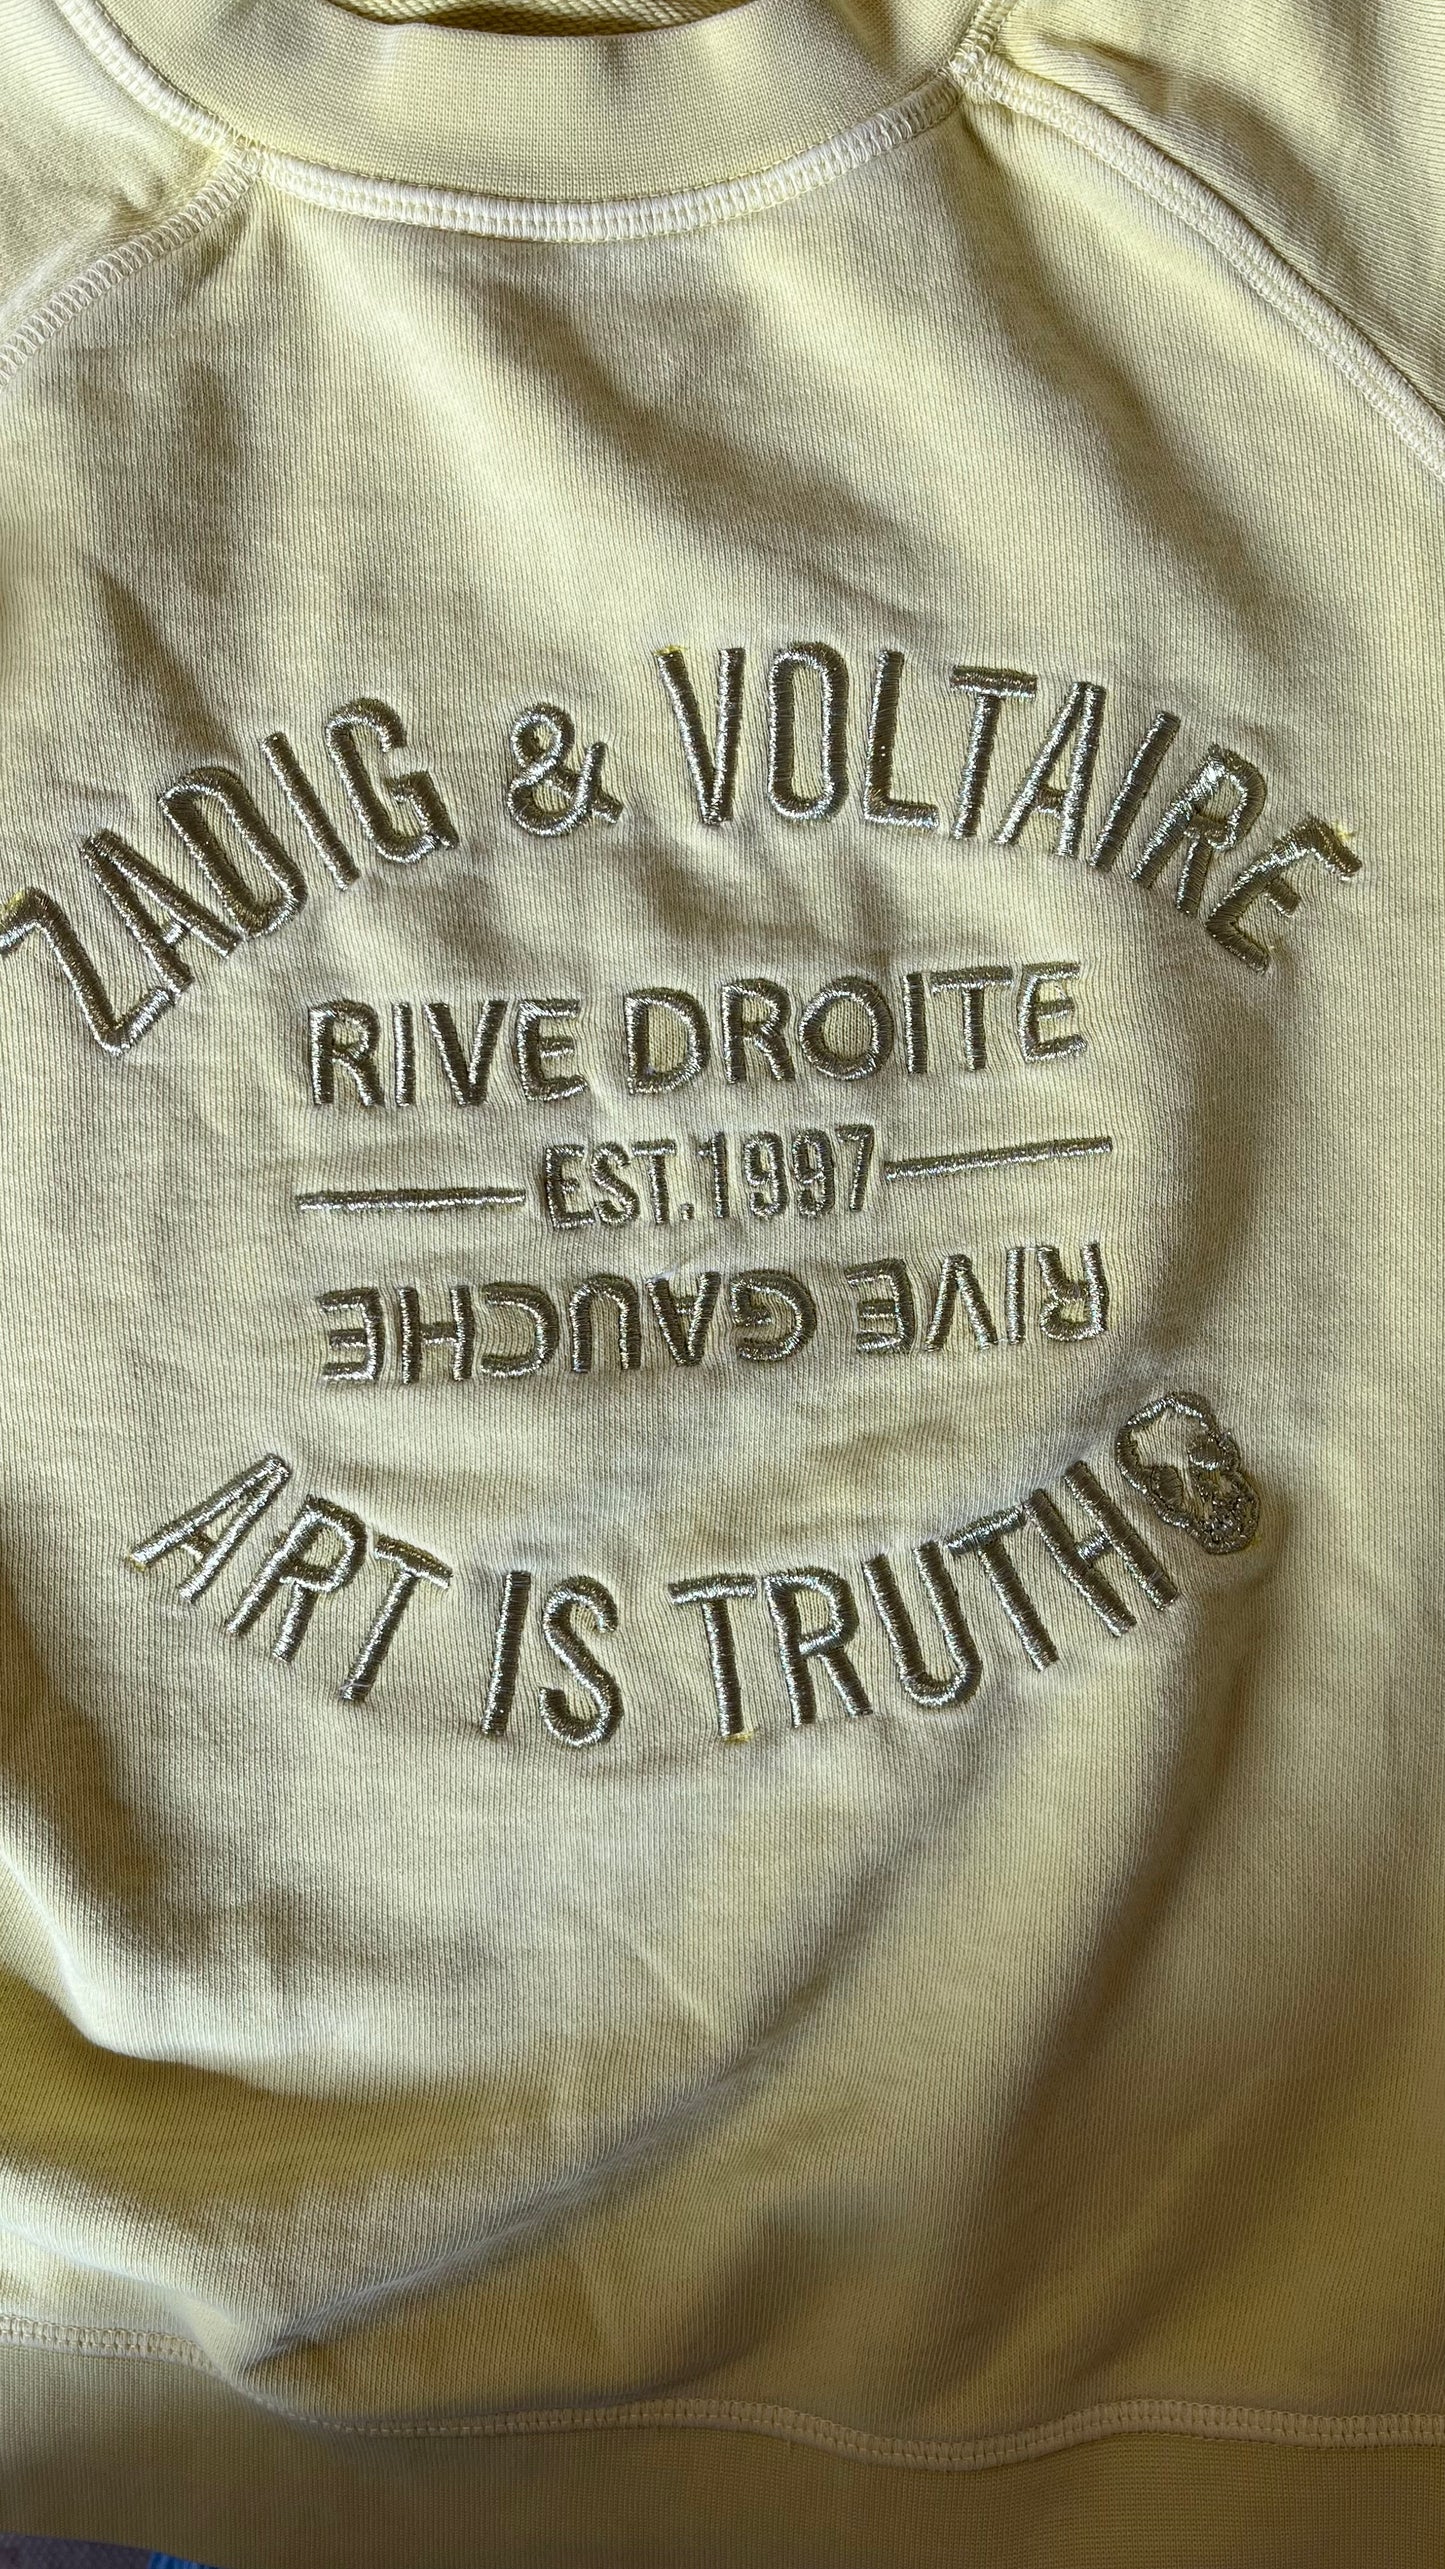 ZADIG & VOLTAIRE
RIVE DROITE
EST.1997
RIVE GAUCHE
ART IS TRUTH